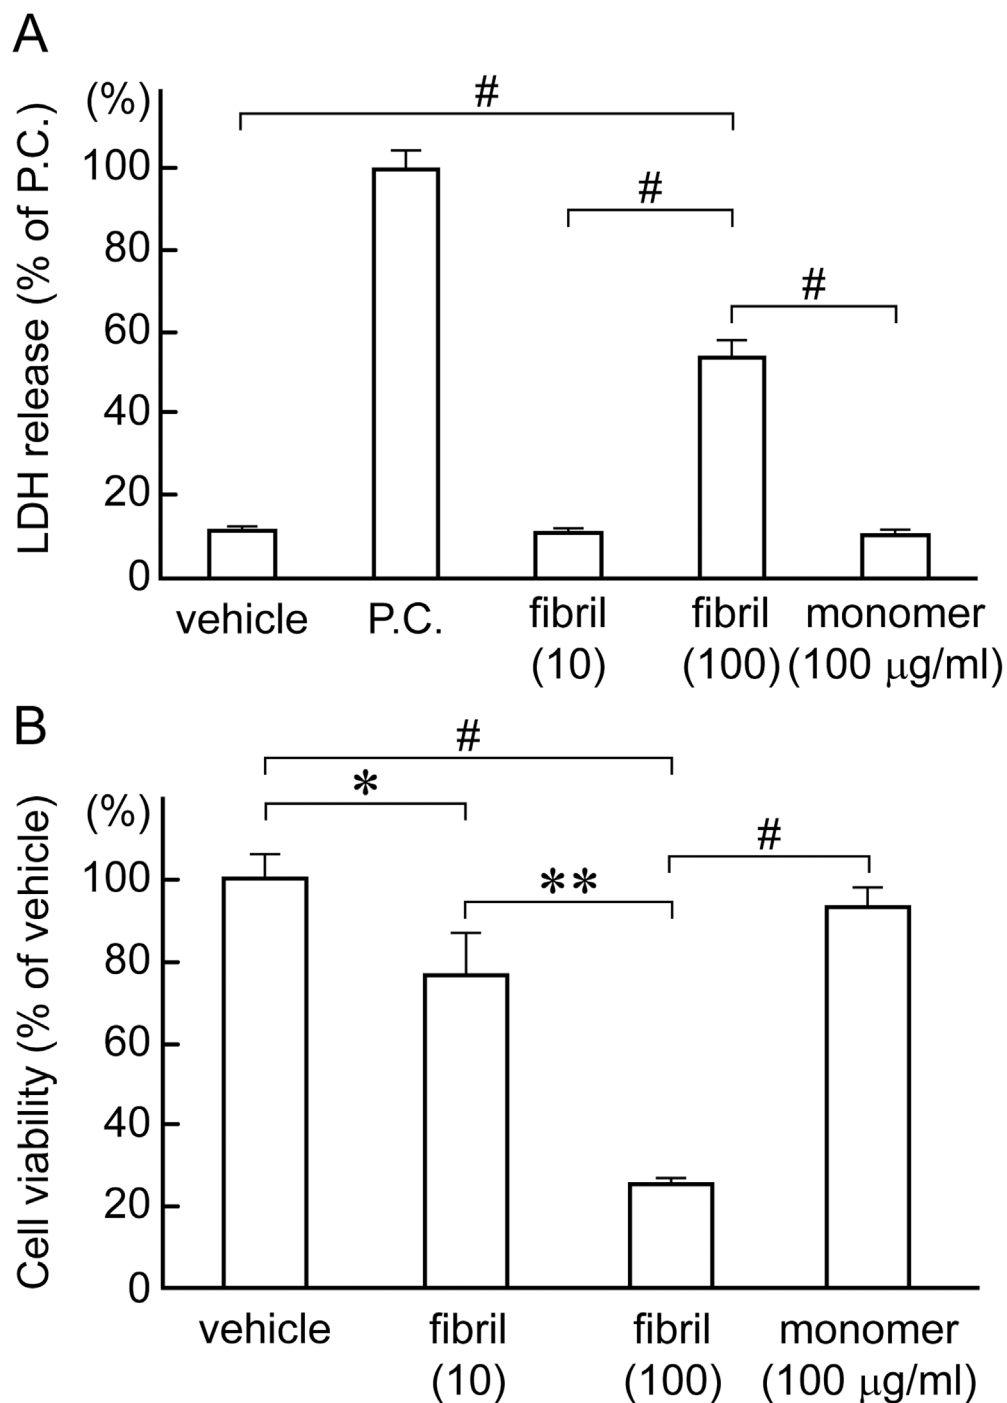 A
(%)
LDH release (% of P.C.)
#
#
#
100
80
60
40
20
0
vehicle
P.C.
fibril
(10)
fibril
(100)
monomer
(100 μg/ml)
B
(%)
Cell viability (% of vehicle)
#
*
#
**
100
80
60
40
20
0
vehicle
fibril
(10)
fibril
(100)
monomer
(100 μg/ml)